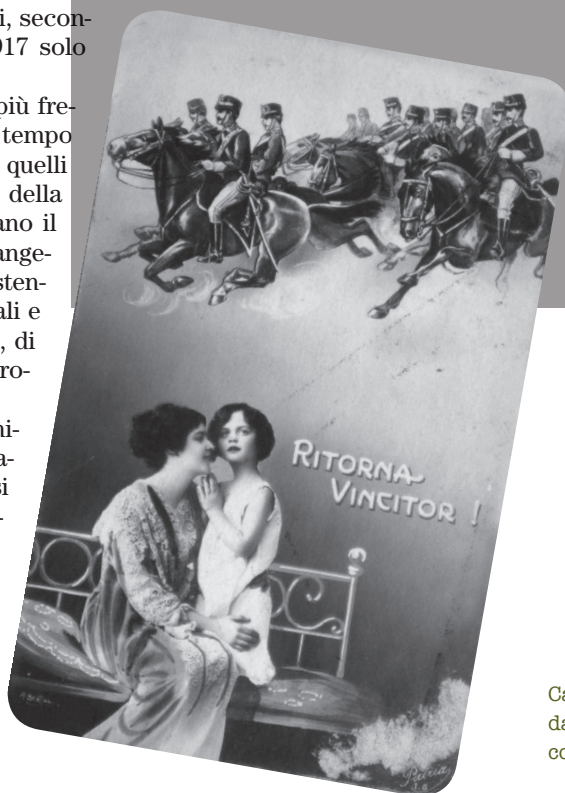 i, secon-
917 solo
più fre-
tempo
quelli
della
ano il
ange-
sten-
ali e
, di
ro-
ni-
a-
si
-
RITORNA
VINCITOR !
Patria
Ca
da
co